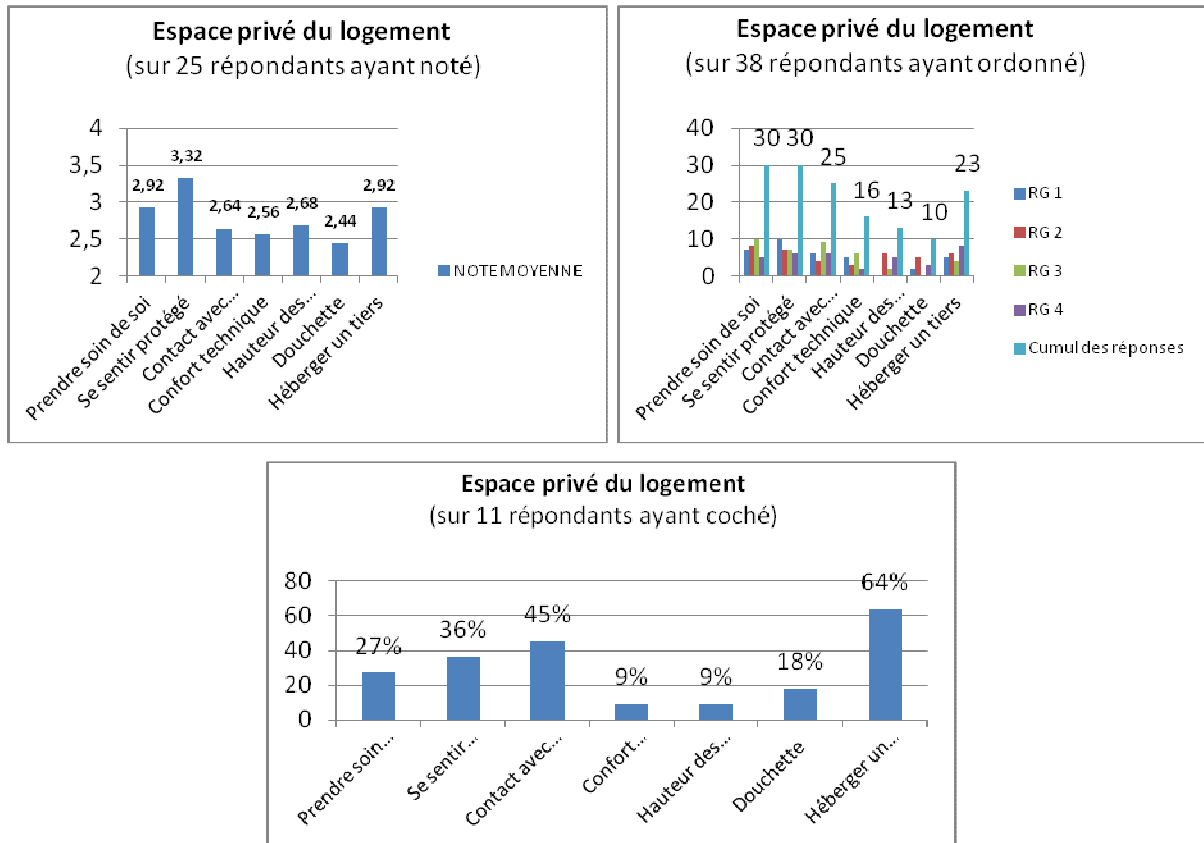 Espace privé du logement
(sur 25 répondants ayant noté)
4
3,5
3
2,5
2
2,92
3,32
2,64
2,56
2,68
2,44
2,92
NOTE MOYENNE
Prendre soin de soi
Se sentir protégé
Contact avec...
Confort technique
Hauteur des...
Douchette
Héberger un tiers
Espace privé du logement
(sur 38 répondants ayant ordonné)
40
30
20
10
0
30
30
25
16
13
10
23
RG 1
RG 2
RG 3
RG 4
Cumul des réponses
Prendre soin de soi
Se sentir protégé
Contact avec...
Confort technique
Hauteur des...
Douchette
Héberger un tiers
Espace privé du logement
(sur 11 répondants ayant coché)
80
60
40
20
0
27%
36%
45%
9%
9%
18%
64%
Prendre soin...
Se sentir...
Contact avec...
Confort...
Hauteur des...
Douchette
Héberger un...